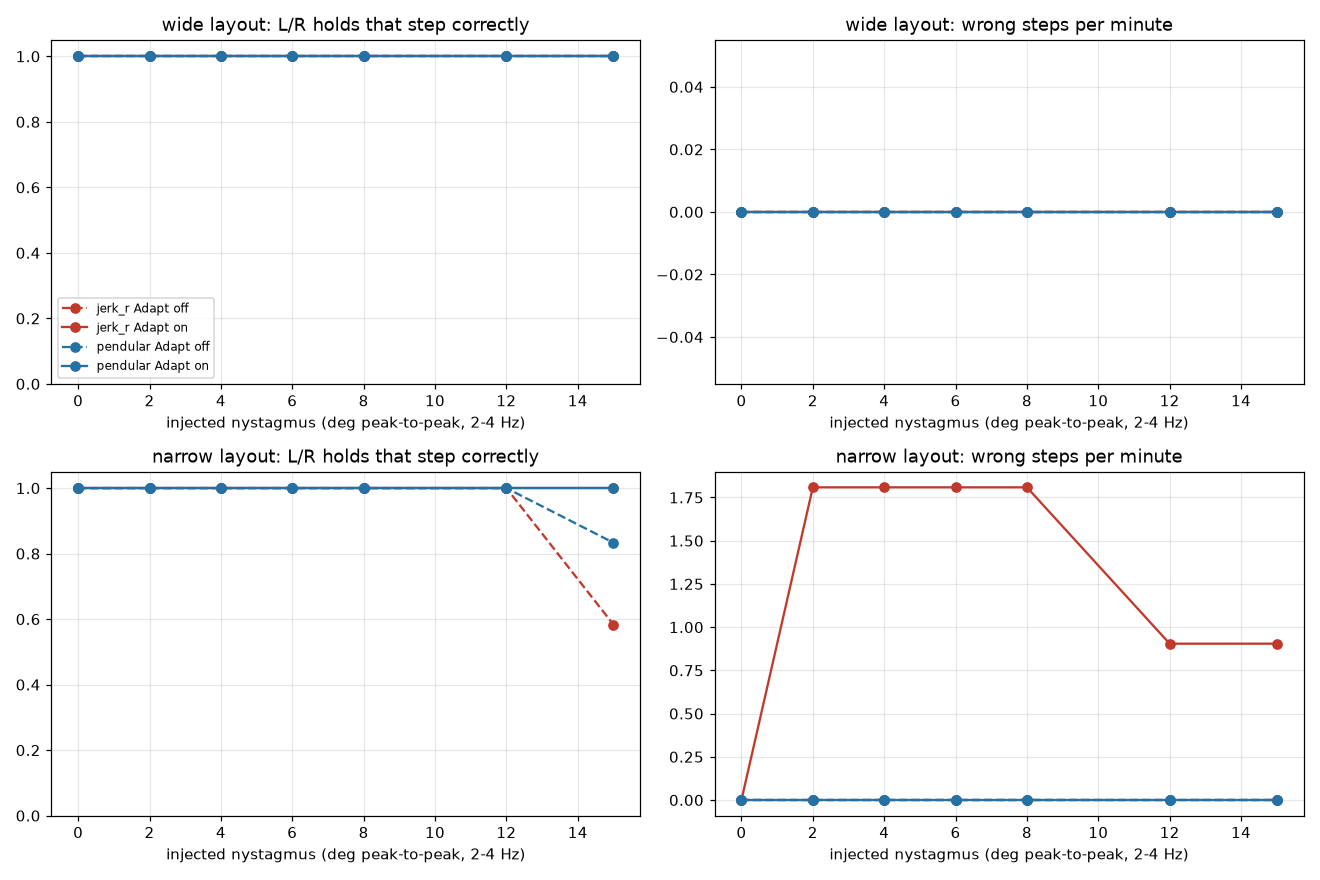 wide layout: L/R holds that step correctly
1.0
0.8
0.6
0.4
0.2
0.0
jerk_r Adapt off
jerk_r Adapt on
pendular Adapt off
pendular Adapt on
0 2 4 6 8 10 12 14
injected nystagmus (deg peak-to-peak, 2-4 Hz)
wide layout: wrong steps per minute
0.04
0.02
0.00
−0.02
−0.04
0 2 4 6 8 10 12 14
injected nystagmus (deg peak-to-peak, 2-4 Hz)
narrow layout: L/R holds that step correctly
1.0
0.8
0.6
0.4
0.2
0.0
0 2 4 6 8 10 12 14
injected nystagmus (deg peak-to-peak, 2-4 Hz)
narrow layout: wrong steps per minute
1.75
1.50
1.25
1.00
0.75
0.50
0.25
0.00
0 2 4 6 8 10 12 14
injected nystagmus (deg peak-to-peak, 2-4 Hz)